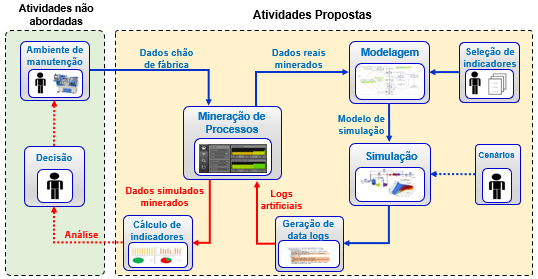 Atividades não
abordadas
Atividades Propostas
Ambiente de
manutenção
Dados chão
de fábrica
Dados reais
minerados
Modelagem
Seleção de
indicadores
Mineração de
Processos
Modelo de
simulação
Decisão
Simulação
Cenários
Dados simulados
minerados
Logs
artificiais
Análise
Cálculo de
indicadores
Geração de
data logs